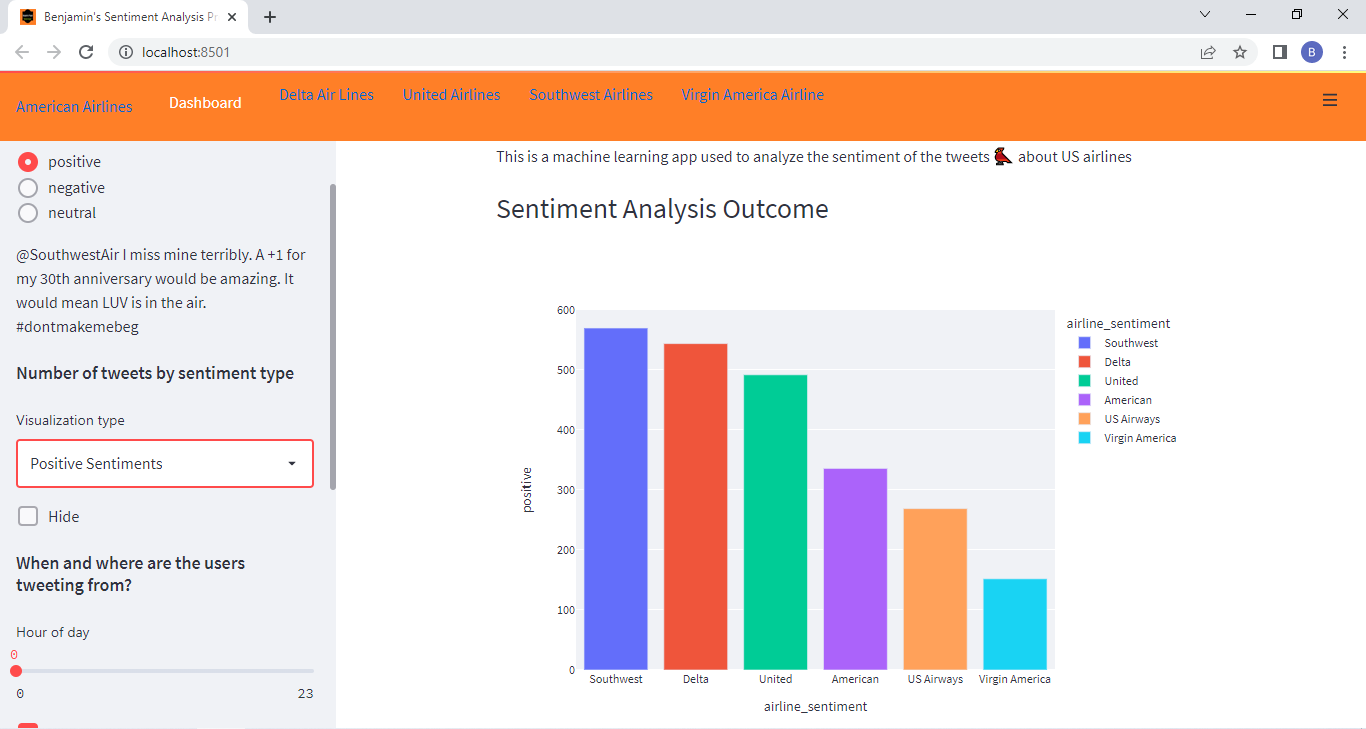 Benjamin's Sentiment Analysis Pr
localhost:8501
B
American Airlines
Dashboard
Delta Air Lines
United Airlines
Southwest Airlines
Virgin America Airline
positive
negative
neutral
@SouthwestAir I miss mine terribly. A +1 for
my 30th anniversary would be amazing. It
would mean LUV is in the air.
#dontmakemebeg
Number of tweets by sentiment type
Visualization type
Positive Sentiments
Hide
When and where are the users
tweeting from?
Hour of day
0
0 23
This is a machine learning app used to analyze the sentiment of the tweets about US airlines
Sentiment Analysis Outcome
600
500
400
300
200
100
0
positive
Southwest Delta United American US Airways Virgin America
airline_sentiment
airline_sentiment
Southwest
Delta
United
American
US Airways
Virgin America